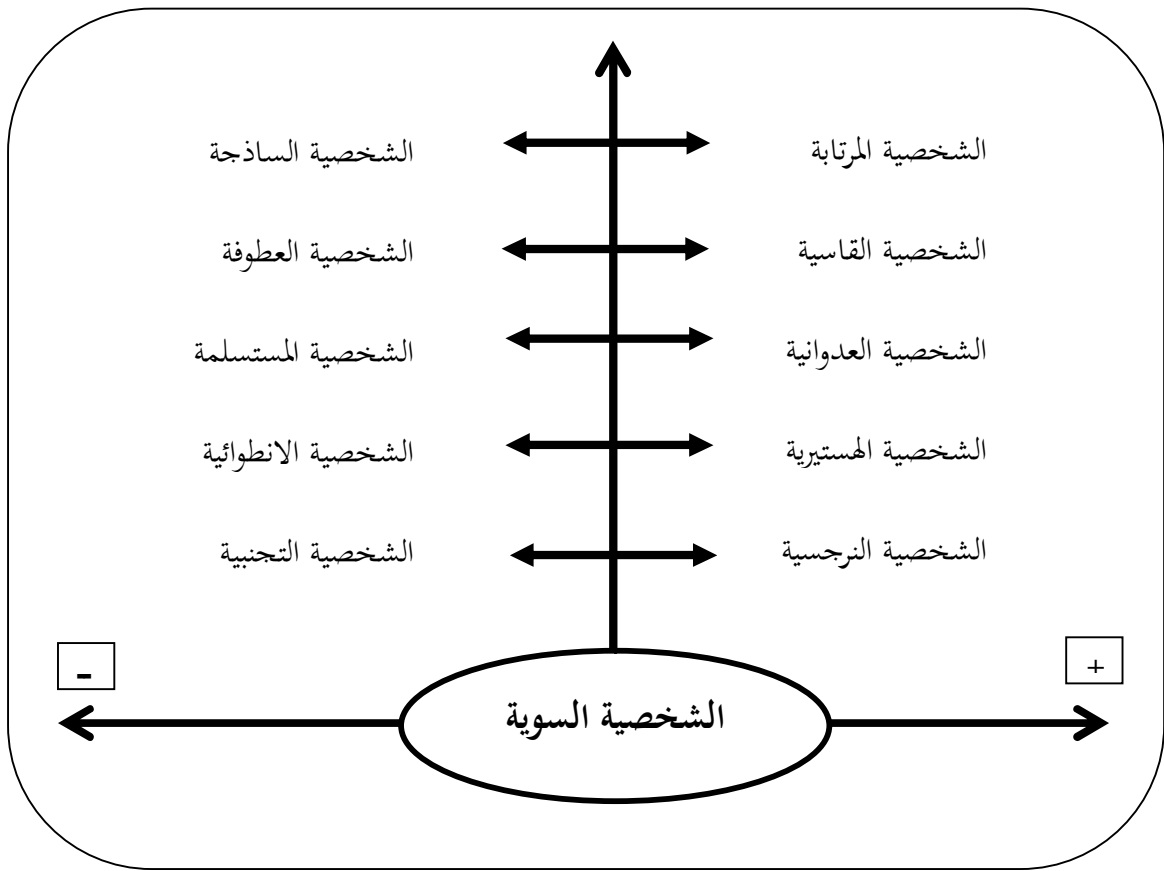 الشخصية المرتابة
الشخصية الساذجة
الشخصية القاسية
الشخصية العطوفة
الشخصية العدوانية
الشخصية المستسلمة
الشخصية الهستيرية
الشخصية الانطوائية
الشخصية النرجسية
الشخصية التجنبية
+
-
الشخصية السوية